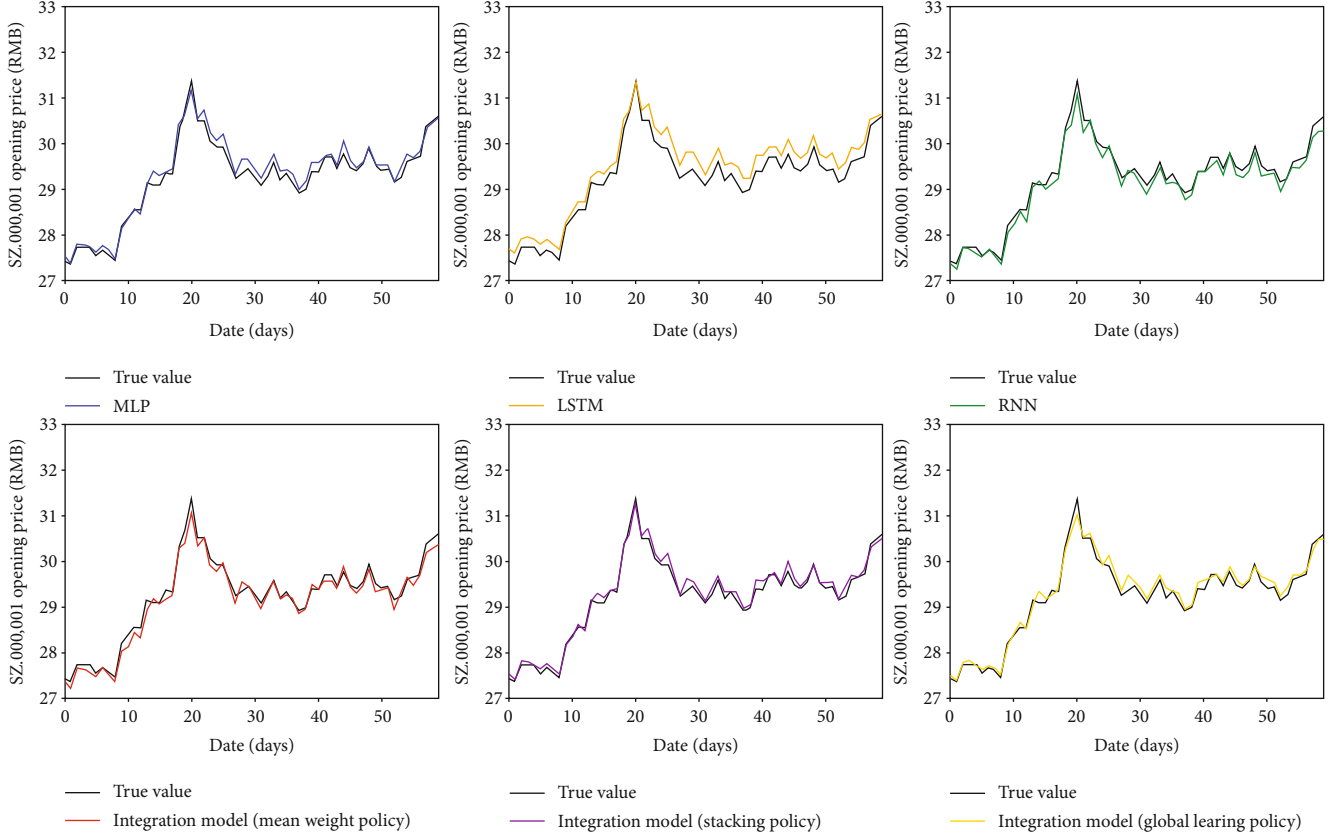 SZ.000,001 opening price (RMB)
33
32
31
30
29
28
27
0 10 20 30 40 50
Date (days)
True value
MLP
SZ.000,001 opening price (RMB)
33
32
31
30
29
28
27
0 10 20 30 40 50
Date (days)
True value
LSTM
SZ.000,001 opening price (RMB)
33
32
31
30
29
28
27
0 10 20 30 40 50
Date (days)
True value
RNN
SZ.000,001 opening price (RMB)
33
32
31
30
29
28
27
0 10 20 30 40 50
Date (days)
True value
Integration model (mean weight policy)
SZ.000,001 opening price (RMB)
33
32
31
30
29
28
27
0 10 20 30 40 50
Date (days)
True value
Integration model (stacking policy)
SZ.000,001 opening price (RMB)
33
32
31
30
29
28
27
0 10 20 30 40 50
Date (days)
True value
Integration model (global learing policy)